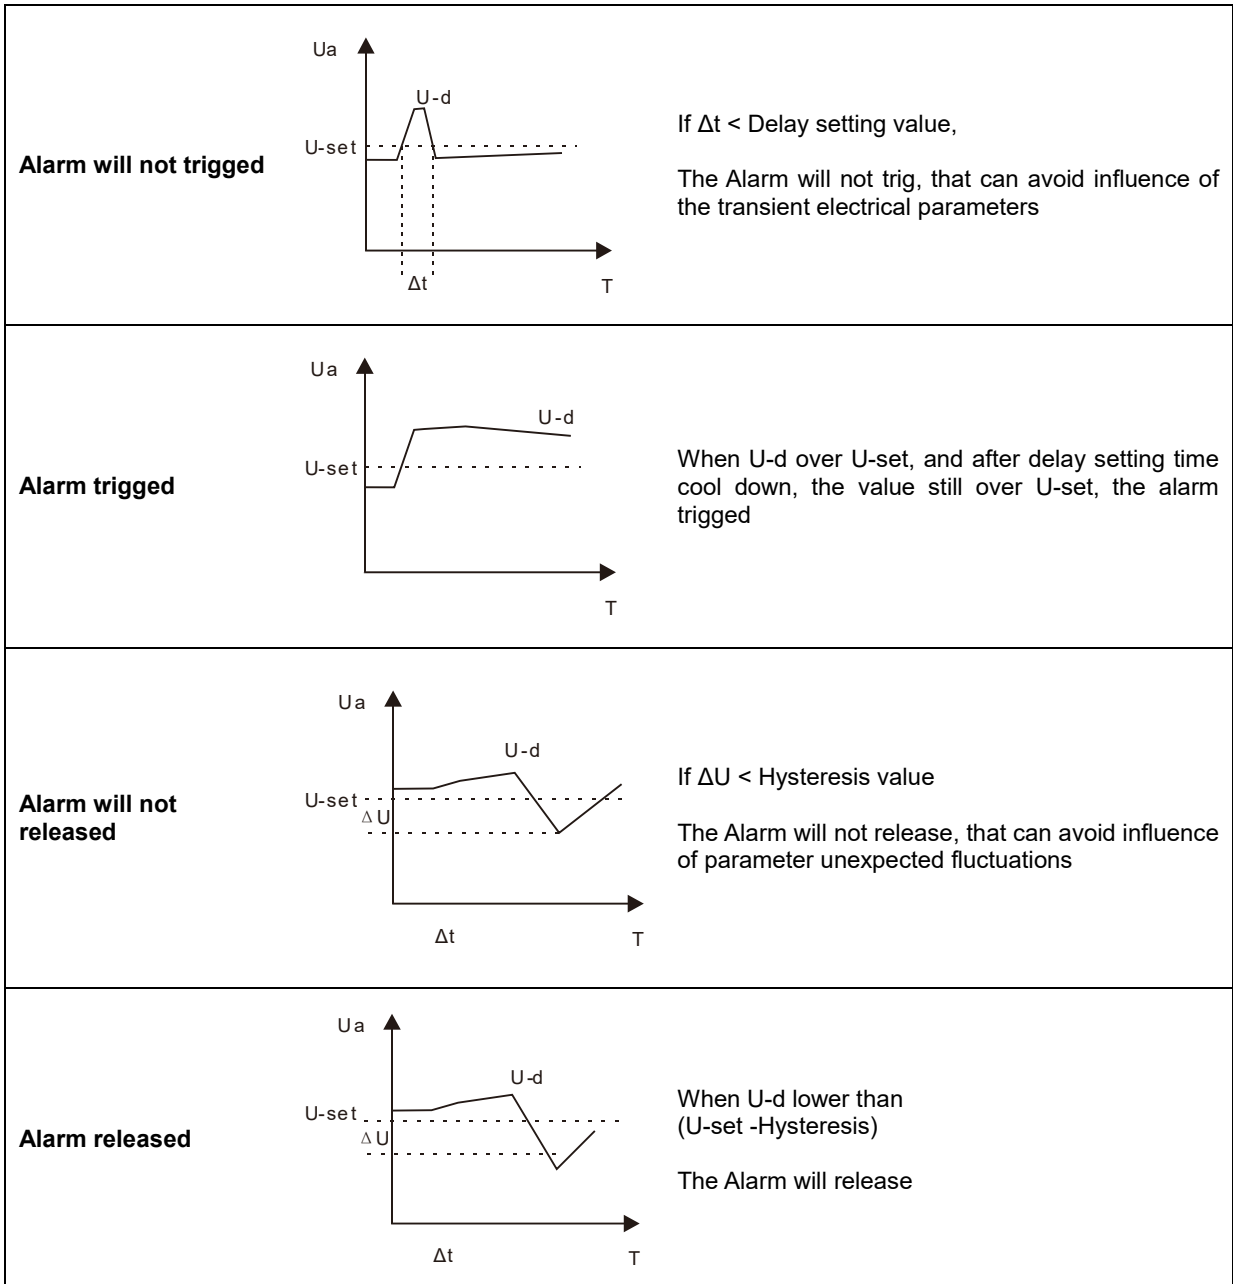 Alarm will not trigged
Ua
U-d
U-set
Δt
T
If Δt < Delay setting value,
The Alarm will not trig, that can avoid influence of
the transient electrical parameters
Alarm trigged
Ua
U-d
U-set
T
When U-d over U-set, and after delay setting time
cool down, the value still over U-set, the alarm
trigged
Alarm will not
released
Ua
U-d
U-set
ΔU
Δt
T
If ΔU < Hysteresis value
The Alarm will not release, that can avoid influence
of parameter unexpected fluctuations
Alarm released
Ua
U-d
U-set
ΔU
Δt
T
When U-d lower than
(U-set -Hysteresis)
The Alarm will release